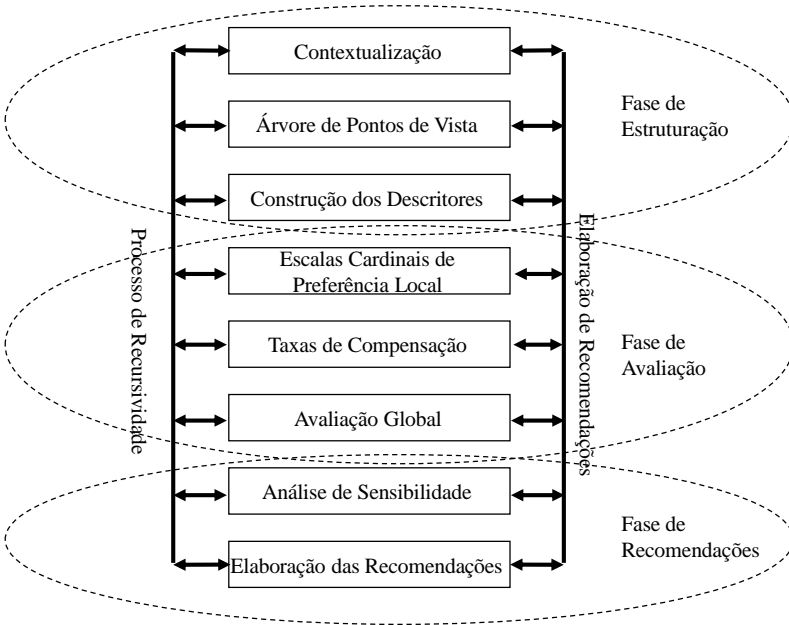 Contextualização
Árvore de Pontos de Vista
Construção dos Descritores
Escalas Cardinais de
Preferência Local
Taxas de Compensação
Avaliação Global
Análise de Sensibilidade
Elaboração das Recomendações
Processo de Recursividade
Elaboração de Recomendações
Fase de
Estruturação
Fase de
Avaliação
Fase de
Recomendações